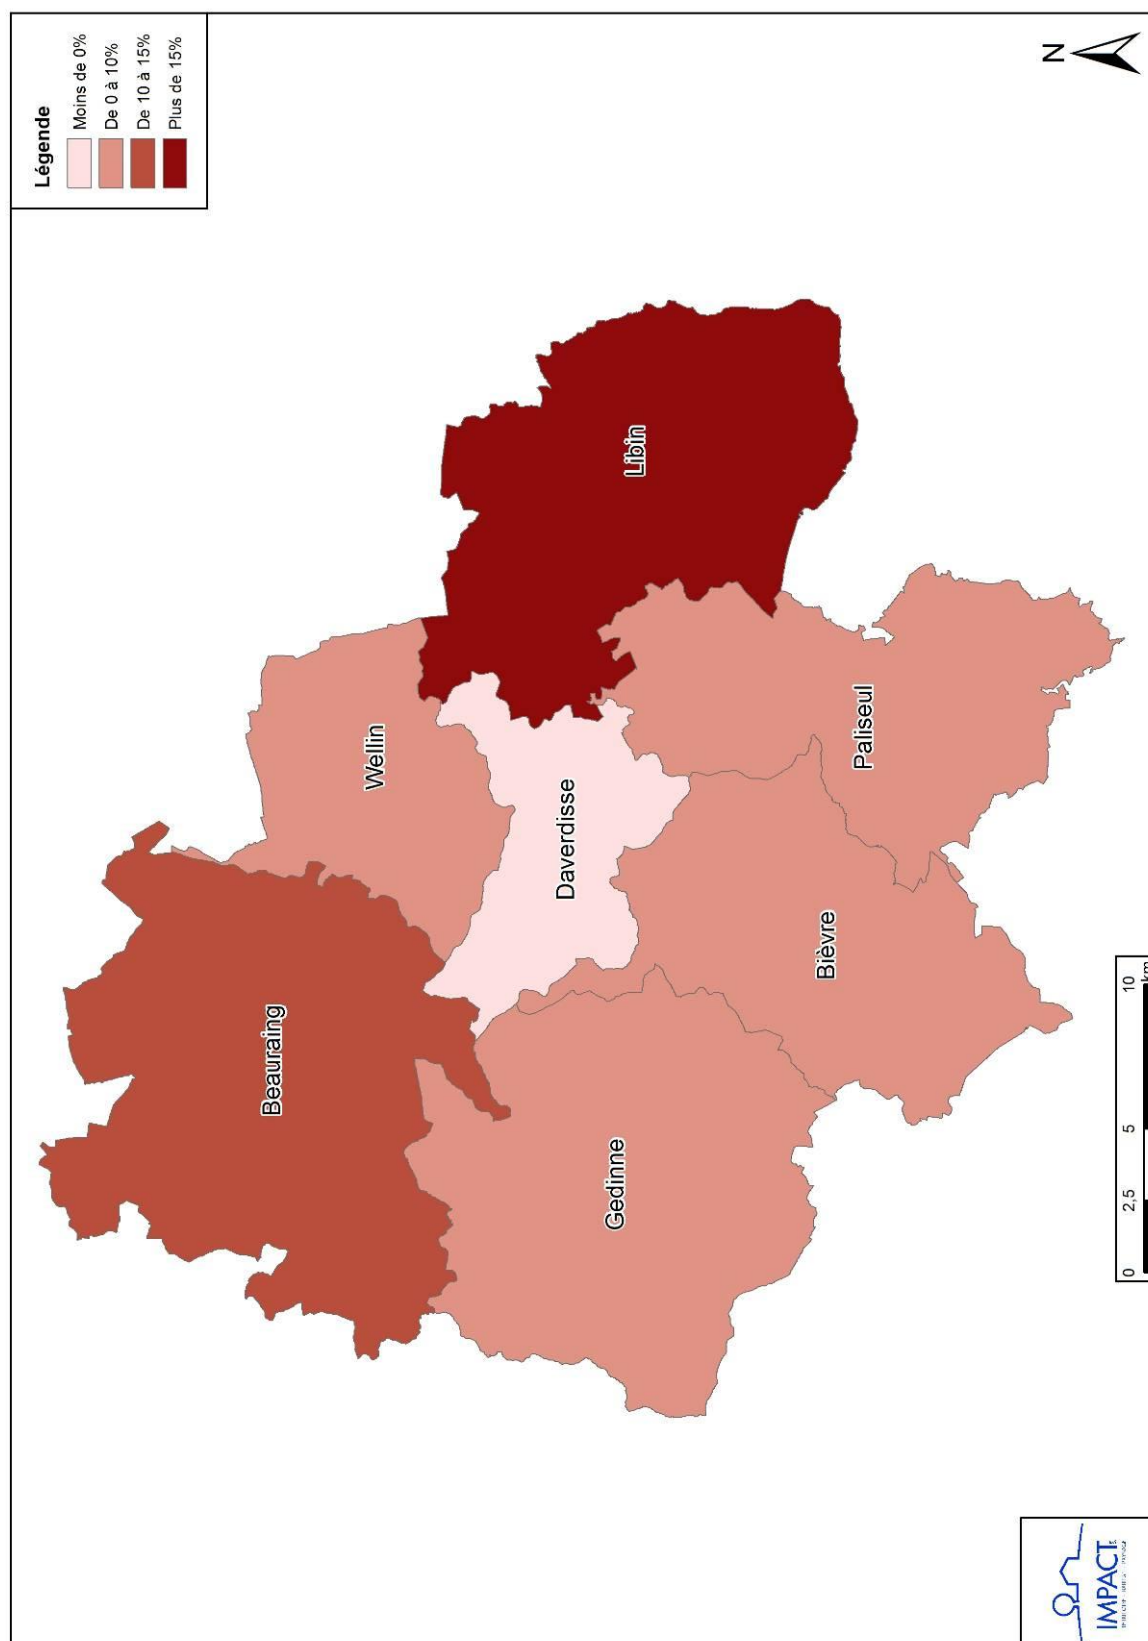 Légende
Moins de 0%
De 0 à 10%
De 10 à 15%
Plus de 15%
N
Beauraing
Wellin
Libin
Daverdisse
Gedinne
Bièvre
Paliseul
0 2,5 5 10
km
IMPACT